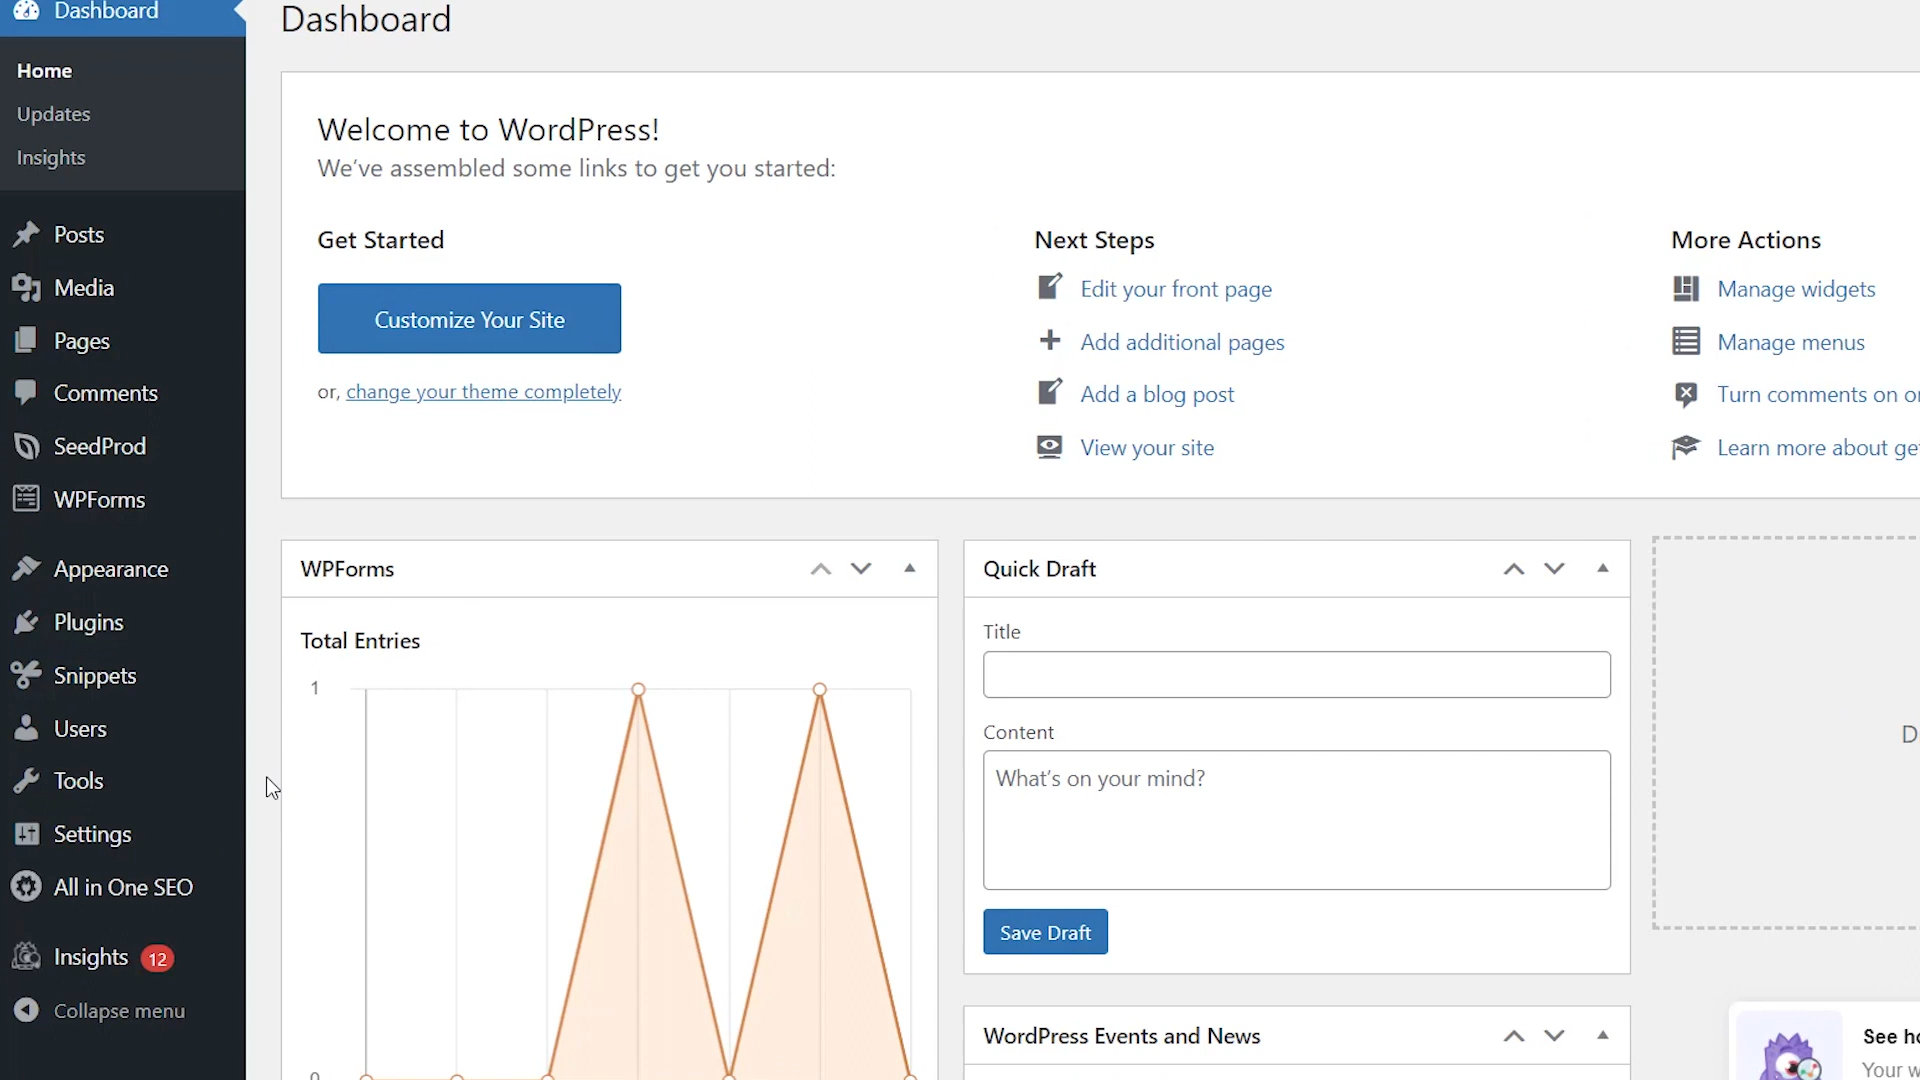 Dashboard
Home
Updates
Insights
Posts
Media
Pages
Comments
SeedProd
WPForms
Appearance
Plugins
Snippets
Users
Tools
Settings
All in One SEO
Insights 12
Collapse menu
Dashboard
Welcome to WordPress!
We've assembled some links to get you started:
Get Started
Customize Your Site
or, change your theme completely
Next Steps
Edit your front page
Add additional pages
Add a blog post
View your site
More Actions
Manage widgets
Manage menus
Turn comments on or
Learn more about ge
WPForms
Total Entries
1
0
Quick Draft
Title
Content
What's on your mind?
Save Draft
WordPress Events and News
D
See ho
Your w